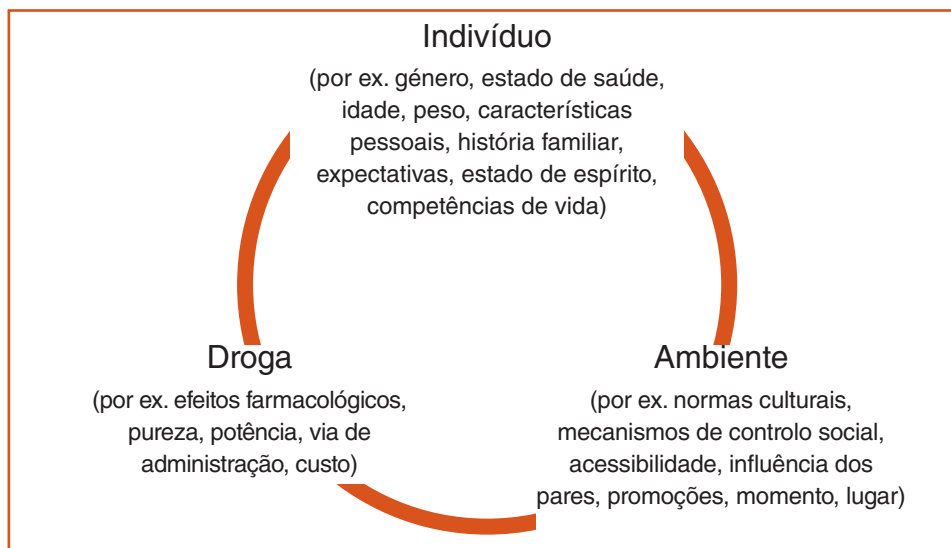 Indivíduo
(por ex. género, estado de saúde,
idade, peso, características
pessoais, história familiar,
expectativas, estado de espírito,
competências de vida)
Droga
(por ex. efeitos farmacológicos,
pureza, potência, via de
administração, custo)
Ambiente
(por ex. normas culturais,
mecanismos de controlo social,
acessibilidade, influência dos
pares, promoções, momento, lugar)